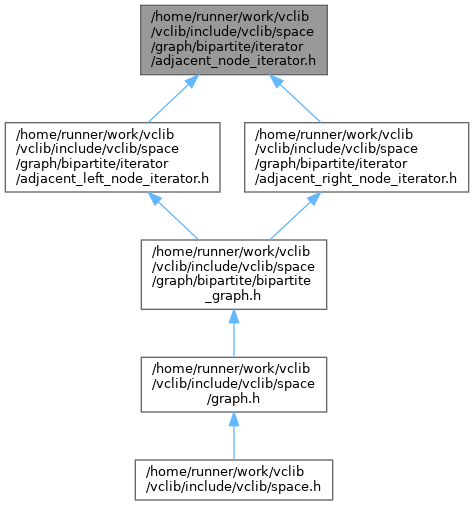 /home/runner/work/vclib
/vclib/include/vclib/space
/graph/bipartite/iterator
/adjacent_node_iterator.h
/home/runner/work/vclib
/vclib/include/vclib/space
/graph/bipartite/iterator
/adjacent_left_node_iterator.h
/home/runner/work/vclib
/vclib/include/vclib/space
/graph/bipartite/iterator
/adjacent_right_node_iterator.h
/home/runner/work/vclib
/vclib/include/vclib/space
/graph/bipartite/bipartite
_graph.h
/home/runner/work/vclib
/vclib/include/vclib/space
/graph.h
/home/runner/work/vclib
/vclib/include/vclib/space.h